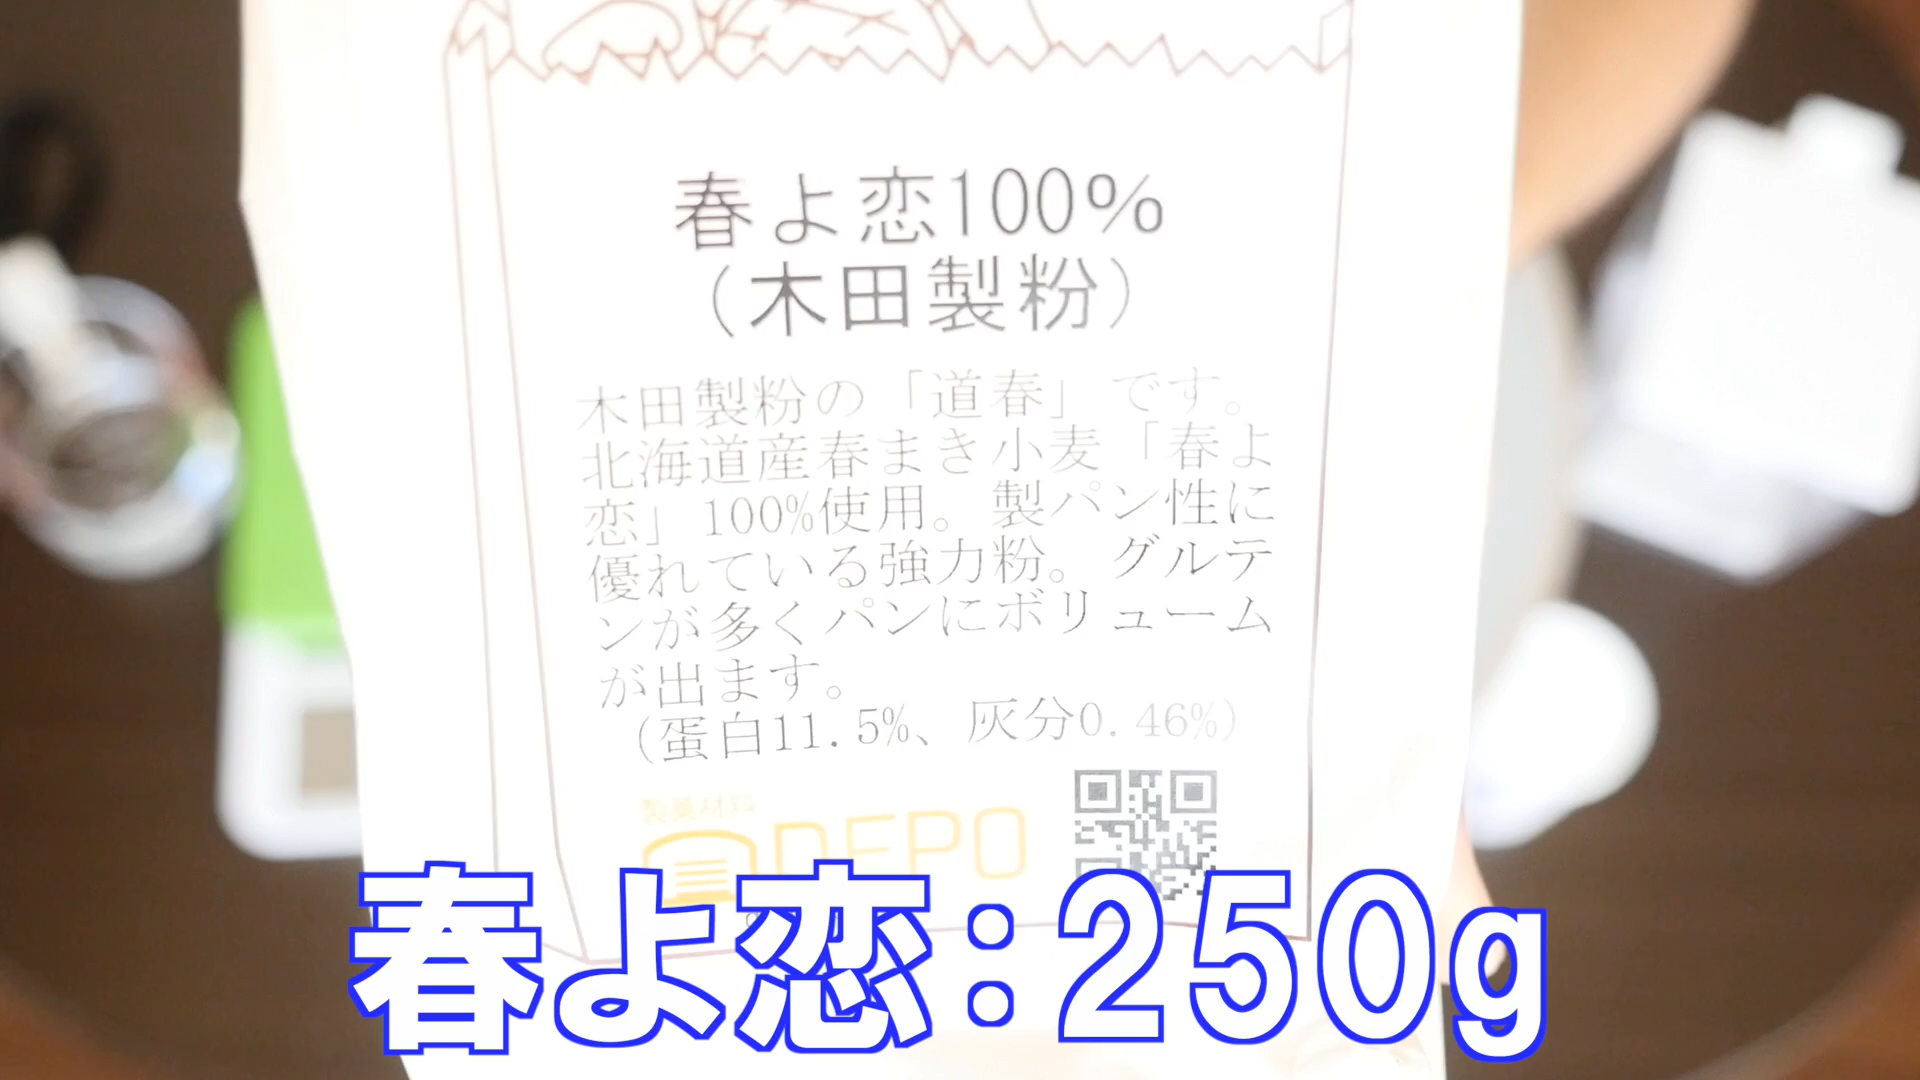 春よ恋100%
(木田製粉)
木田製粉の「道春」です。
北海道産春まき小麦「春よ
恋」100%使用。製パン性に
優れている強力粉。グルテ
ンが多くパンにボリューム
が出ます。
(蛋白11.5%、灰分0.46%)
製菓材料
DEPO
春よ恋:250g